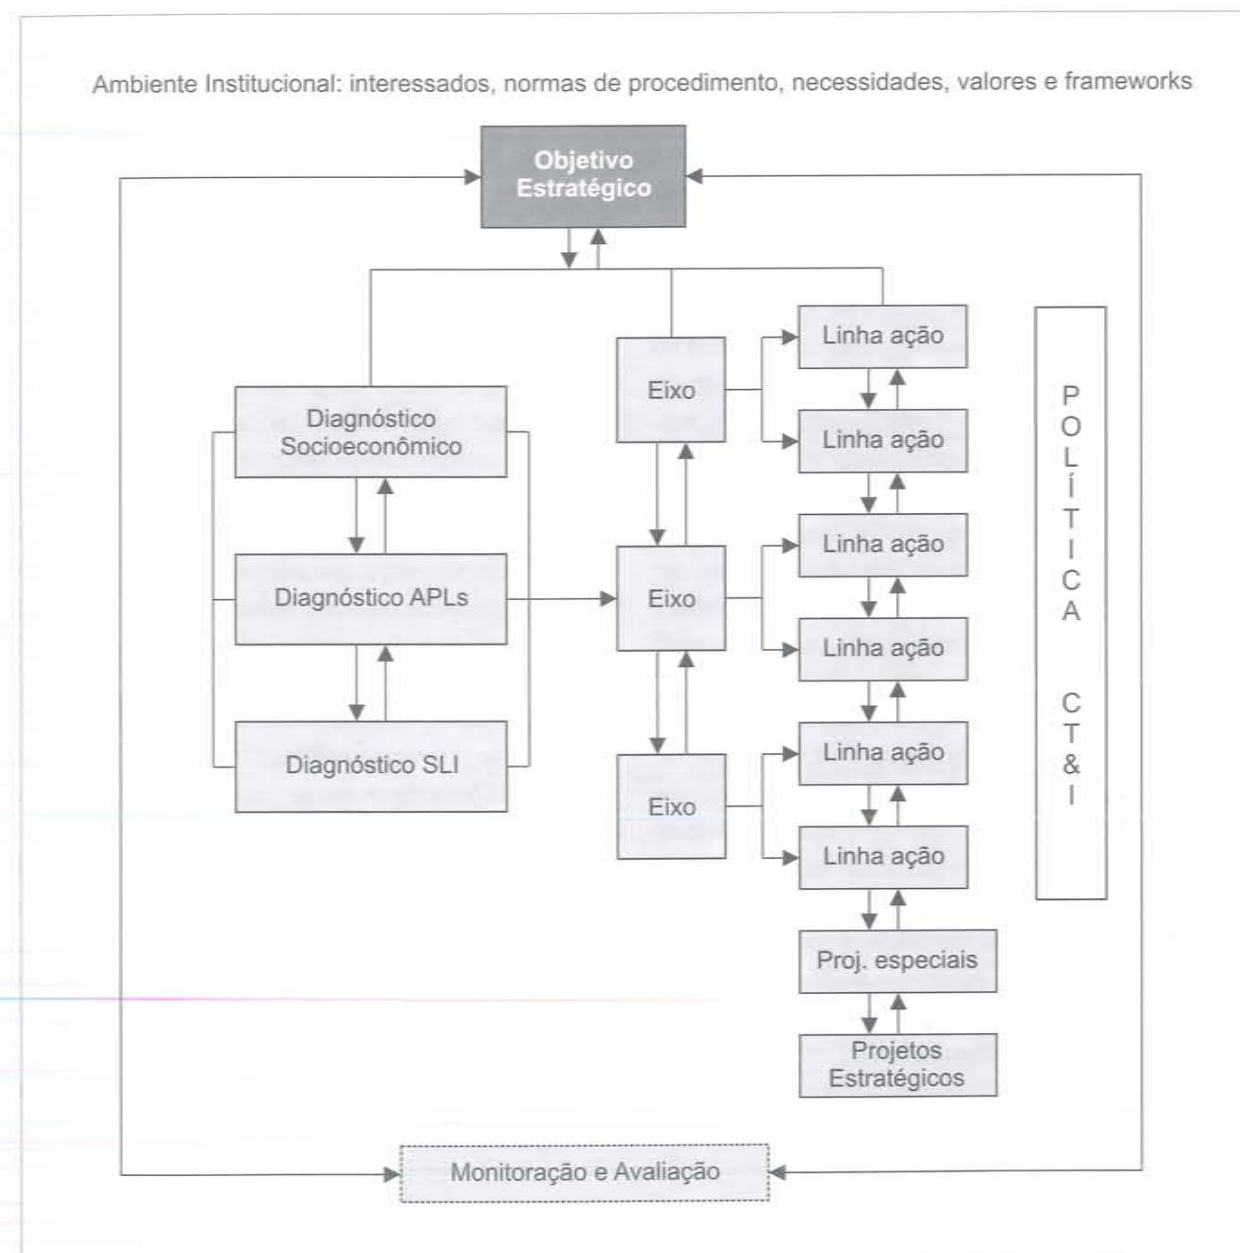 Ambiente Institucional: interessados, normas de procedimento, necessidades, valores e frameworks
Objetivo
Estratégico
Diagnóstico
Socioeconômico
Diagnóstico APLs
Diagnóstico SLI
Eixo
Eixo
Eixo
Linha ação
Linha ação
Linha ação
Linha ação
Linha ação
Linha ação
Proj. especiais
Projetos
Estratégicos
POLÍTICA CT&I
Monitoração e Avaliação